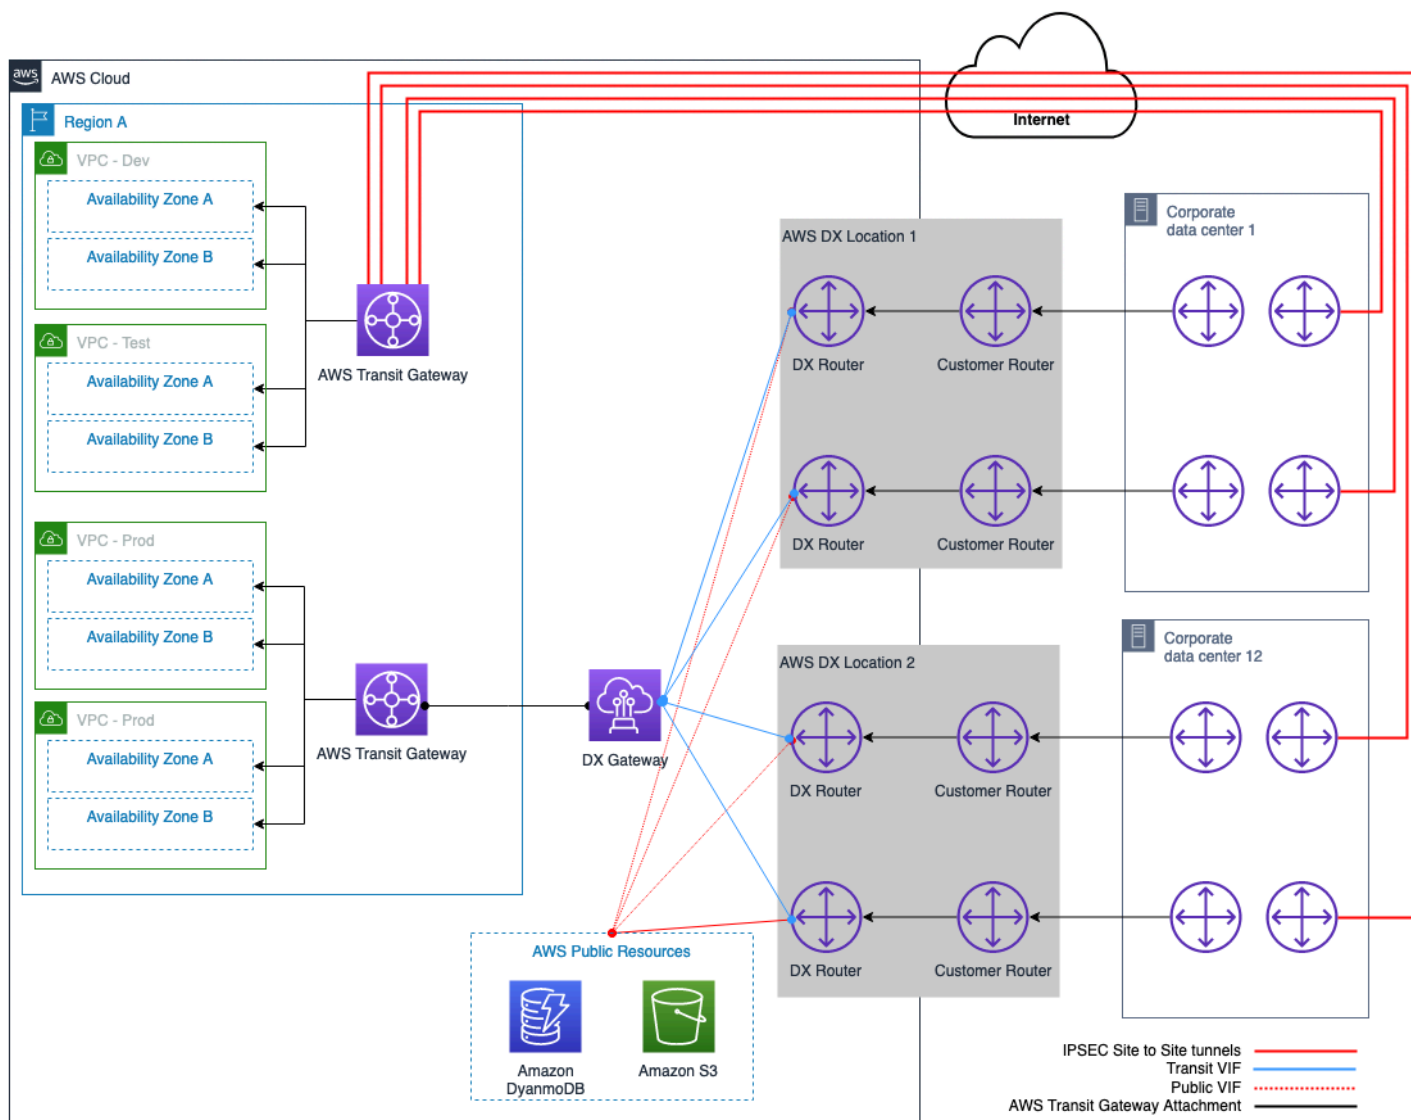 aws
AWS Cloud
Internet
Region A
VPC - Dev
Availability Zone A
Availability Zone B
VPC - Test
Availability Zone A
Availability Zone B
AWS Transit Gateway
VPC - Prod
Availability Zone A
Availability Zone B
VPC - Prod
Availability Zone A
Availability Zone B
AWS Transit Gateway
DX Gateway
AWS DX Location 1
DX Router
Customer Router
DX Router
Customer Router
Corporate
data center 1
AWS DX Location 2
DX Router
Customer Router
DX Router
Customer Router
Corporate
data center 12
AWS Public Resources
Amazon
DyanmoDB
Amazon S3
IPSEC Site to Site tunnels
Transit VIF
Public VIF
AWS Transit Gateway Attachment